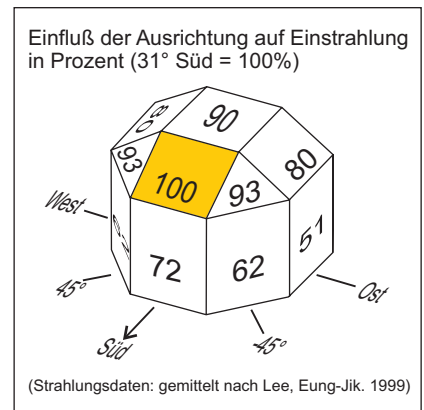 Einfluß der Ausrichtung auf Einstrahlung
in Prozent (31° Süd = 100%)
80
90
93
100
93
80
West
72
62
51
45°
Süd
-45°
Ost
(Strahlungsdaten: gemittelt nach Lee, Eung-Jik. 1999)